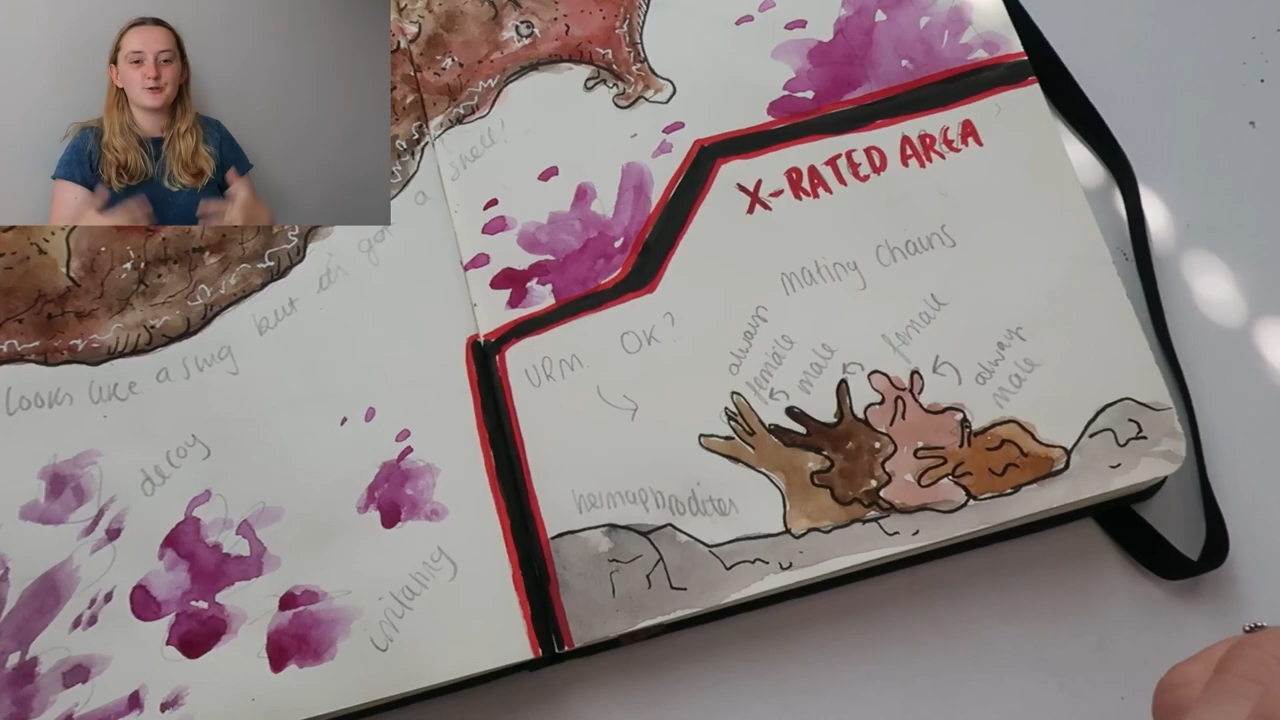 shell!
a
looks like a slug but it's got
decoy
irritating
X-RATED AREA
mating chains
URM OK?
always
female
male
female
always
male
hermaphrodites